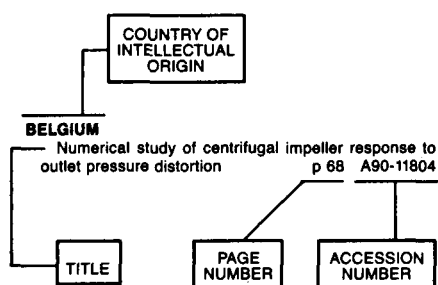 COUNTRY OF
INTELLECTUAL
ORIGIN
BELGIUM
Numerical study of centrifugal impeller response to
outlet pressure distortion p 68 A90-11804
TITLE
PAGE
NUMBER
ACCESSION
NUMBER